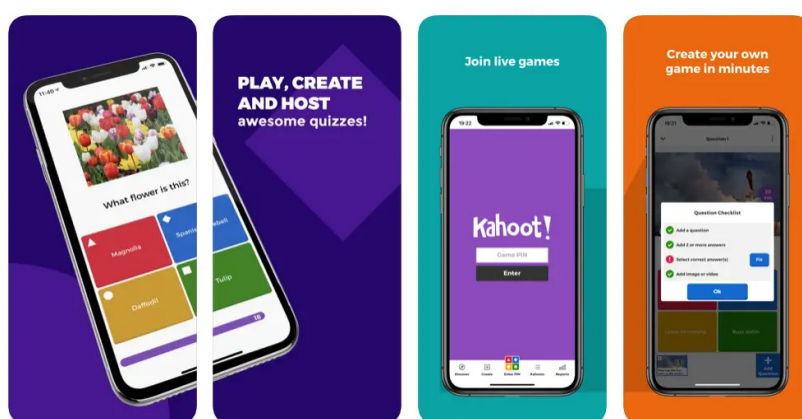 11:40
What flower is this?
Magnolia
Daffodil
Tulip
18
PLAY, CREATE
AND HOST
awesome quizzes!
Join live games
19:22
Kahoot!
Game PIN
Enter
Discover
Create
Enter PIN
Kahoots
Reports
Create your own
game in minutes
19:21
Question 1
Question Checklist
Add a question
Add 2 or more answers
Select correct answer(s)
Fix
Add image or video
Ok
Add
Question